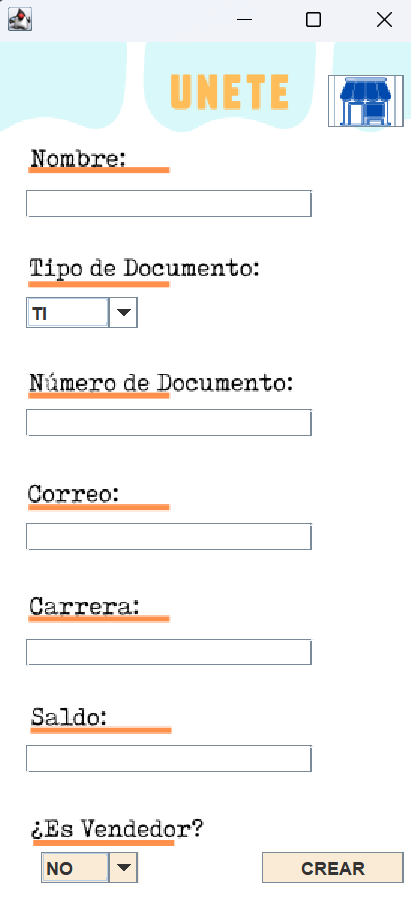 UNETE
Nombre:
Tipo de Documento:
TI
Número de Documento:
Correo:
Carrera:
Saldo:
¿Es Vendedor?
NO
CREAR